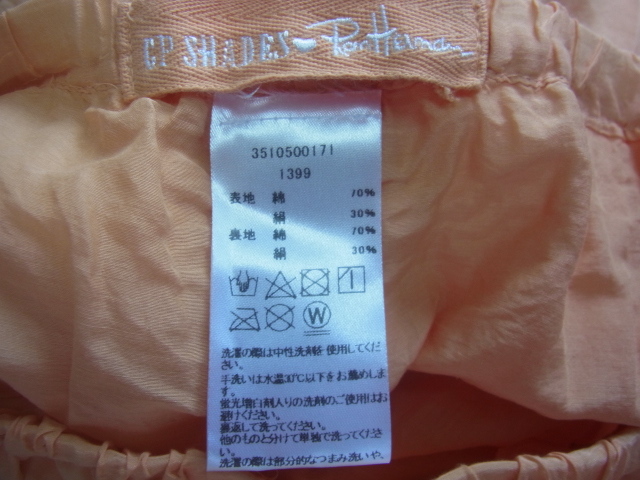 CP SHADES♥Ron Herman
3510500171
1399
表地 綿 70%
絹 30%
表地 綿 70%
絹 30%
W
洗濯の際は中性洗剤を使用してくだ
さい。
手洗いは水温30℃以下をお薦めしま
す。
蛍光増白剤入りの洗剤のご使用はお
避けください。
裏返して洗ってください。
他のものと分けて単独で洗ってくださ
い。
洗濯の際は部分的なつまみ洗いや、